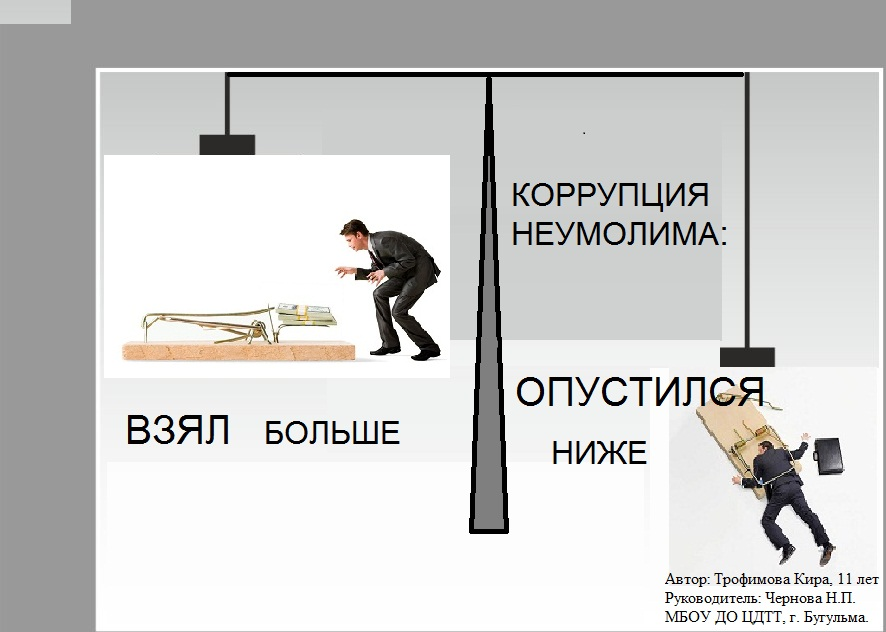 КОРРУПЦИЯ
НЕУМОЛИМА:
ВЗЯЛ БОЛЬШЕ
ОПУСТИЛСЯ
НИЖЕ
Автор: Трофимова Кира, 11 лет
Руководитель: Чернова Н.П.
МБОУ ДО ЦДТТ, г. Бугульма.